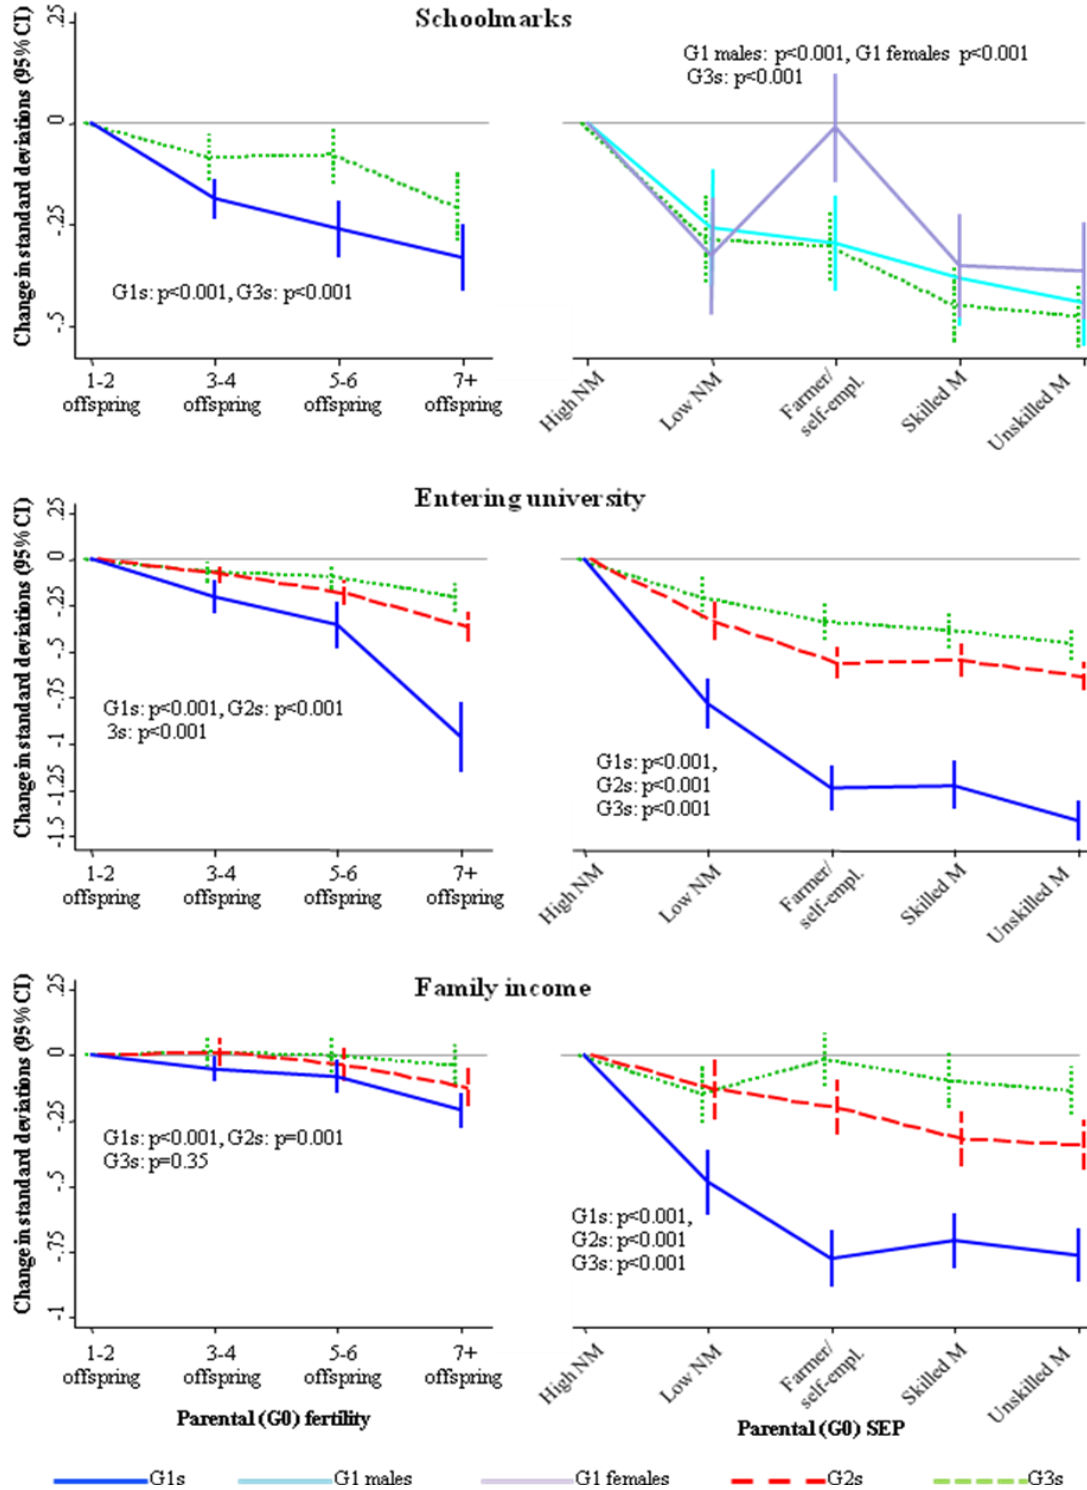 Schoolmarks
Change in standard deviations (95% CI)
.25
0
-.25
-.5
G1s: p<0.001, G3s: p<0.001
1-2 offspring
3-4 offspring
5-6 offspring
7+ offspring
G1 males: p<0.001, G1 females p<0.001
G3s: p<0.001
High NM
Low NM
Farmer/
self-empl.
Skilled M
Unskilled M
Entering university
Change in standard deviations (95% CI)
.25
0
-.25
-.5
-.75
-1
-1.25
-1.5
G1s: p<0.001, G2s: p<0.001
3s: p<0.001
1-2 offspring
3-4 offspring
5-6 offspring
7+ offspring
G1s: p<0.001,
G2s: p<0.001
G3s: p<0.001
High NM
Low NM
Farmer/
self-empl.
Skilled M
Unskilled M
Family income
Change in standard deviations (95% CI)
.25
0
-.25
-.5
-.75
-1
G1s: p<0.001, G2s: p=0.001
G3s: p=0.35
1-2 offspring
3-4 offspring
5-6 offspring
7+ offspring
Parental (G0) fertility
G1s: p<0.001,
G2s: p<0.001
G3s: p<0.001
High NM
Low NM
Farmer/
self-empl.
Skilled M
Unskilled M
Parental (G0) SEP
G1s
G1 males
G1 females
G2s
G3s